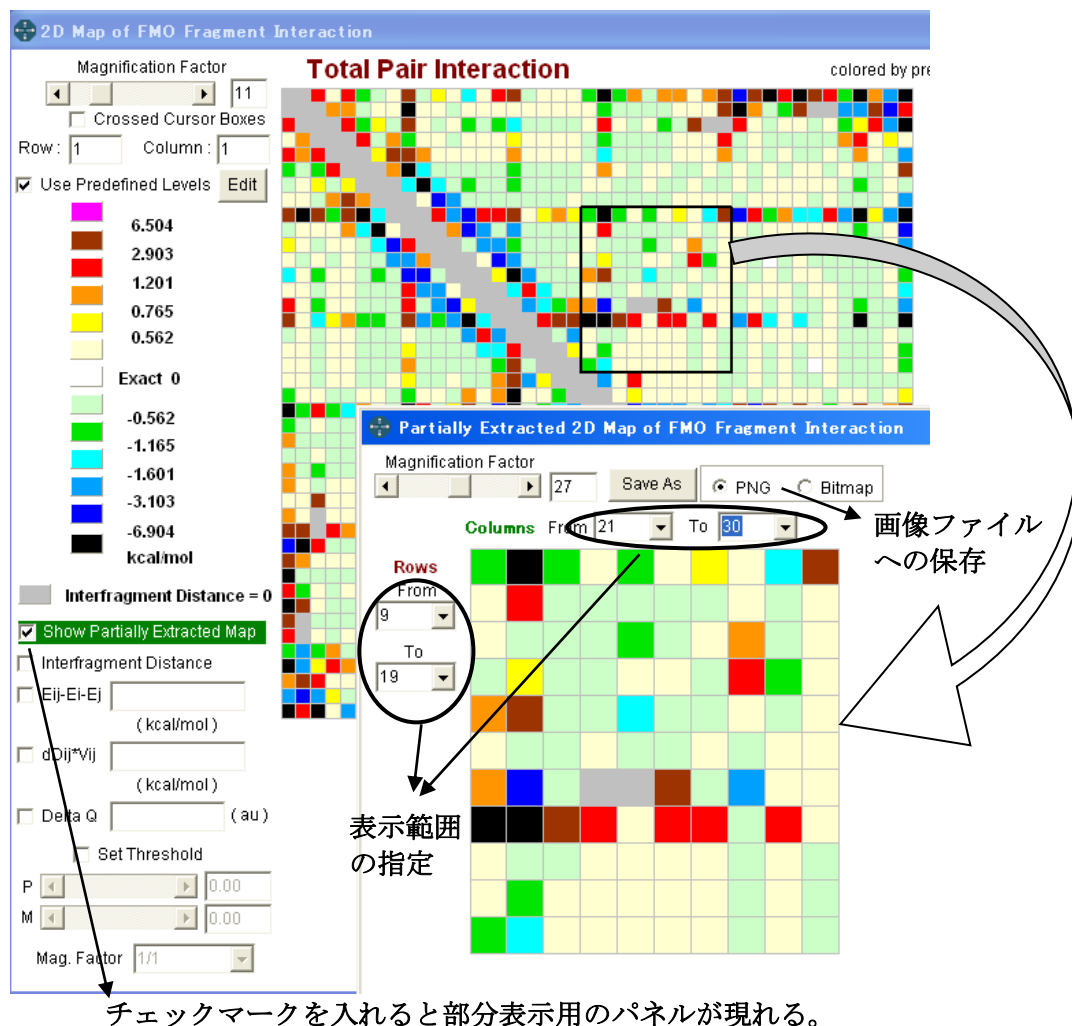 2D Map of FMO Fragment Interaction
Magnification Factor
11
Crossed Cursor Boxes
Row : 1 Column : 1
Use Predefined Levels Edit
6.504
2.903
1.201
0.765
0.562
Exact 0
-0.562
-1.165
-1.601
-3.103
-6.904
kcal/mol
Interfragment Distance = 0
Show Partially Extracted Map
Interfragment Distance
Eij-Ei-Ej
( kcal/mol )
dDij*Vij
( kcal/mol )
Delta Q ( au )
Set Threshold
P 0.00
M 0.00
Mag. Factor 1/1
Total Pair Interaction
colored by pre
Partially Extracted 2D Map of FMO Fragment Interaction
Magnification Factor
27 Save As PNG Bitmap
Columns From 21 To 30
Rows
From
9
To
19
画像ファイル
への保存
表示範囲
の指定
チェックマークを入れると部分表示用のパネルが現れる。